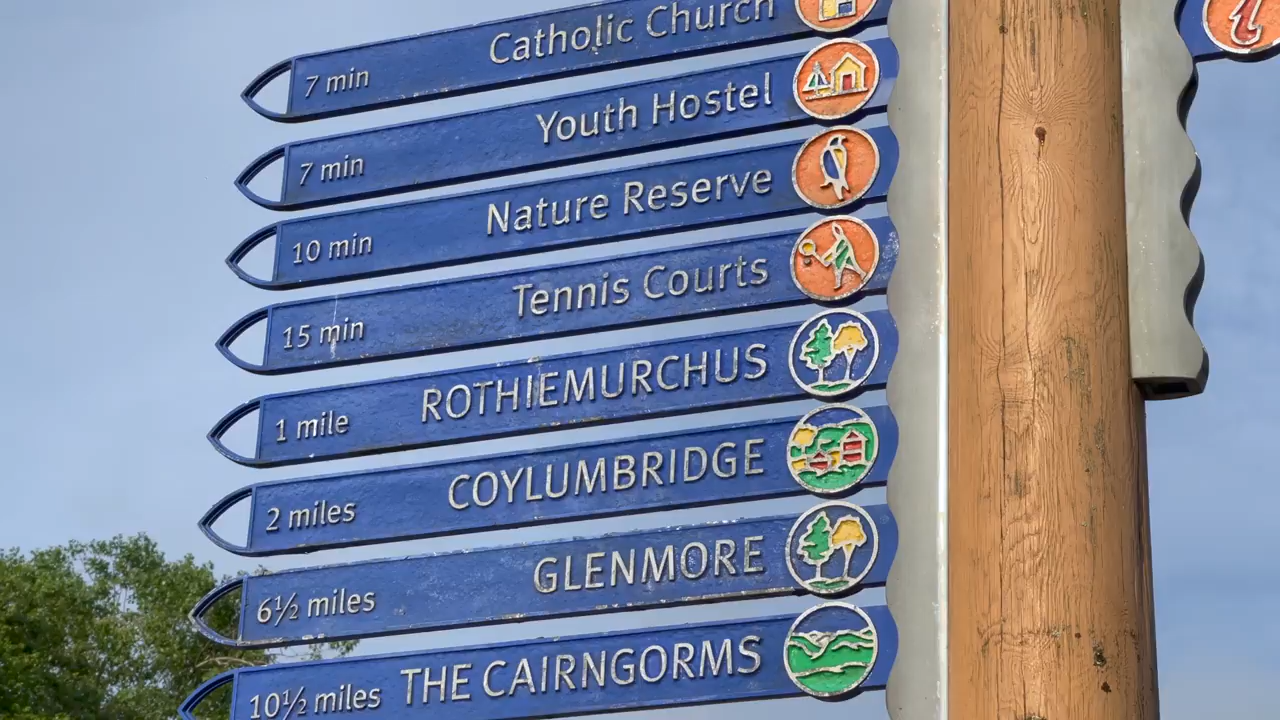 7 min Catholic Church
7 min Youth Hostel
10 min Nature Reserve
15 min Tennis Courts
1 mile ROTHIEMURCHUS
2 miles COYLUMBRIDGE
6½ miles GLENMORE
10½ miles THE CAIRNGORMS
i